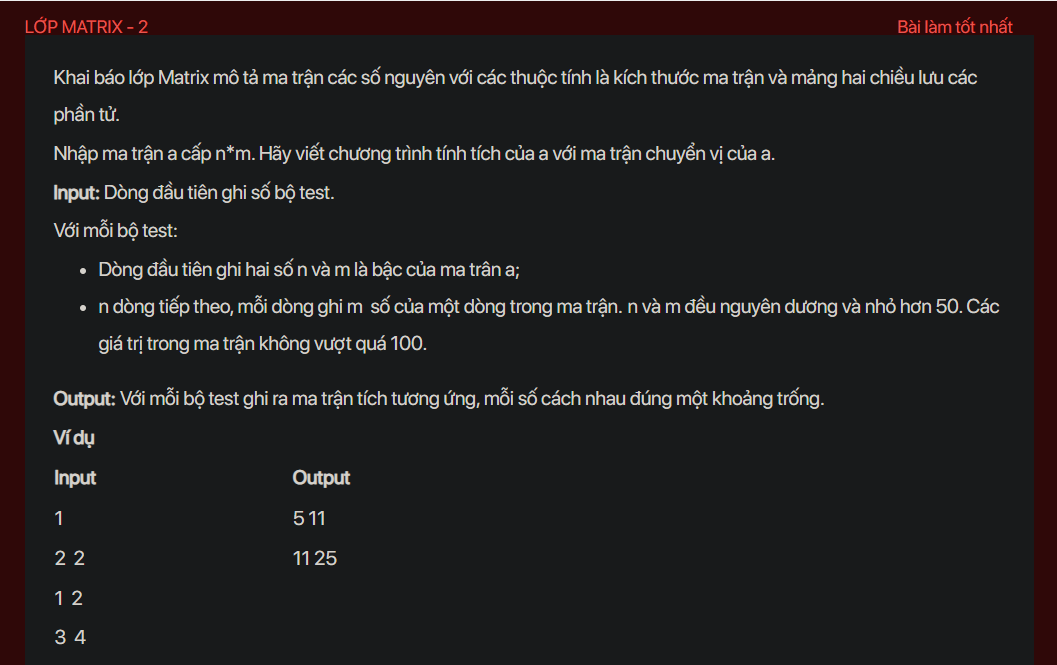 LỚP MATRIX - 2 Bài làm tốt nhất
Khai báo lớp Matrix mô tả ma trận các số nguyên với các thuộc tính là kích thước ma trận và mảng hai chiều lưu các
phần tử.
Nhập ma trận a cấp n*m. Hãy viết chương trình tính tích của a với ma trận chuyển vị của a.
Input: Dòng đầu tiên ghi số bộ test.
Với mỗi bộ test:
• Dòng đầu tiên ghi hai số n và m là bậc của ma trân a;
• n dòng tiếp theo, mỗi dòng ghi m số của một dòng trong ma trận. n và m đều nguyên dương và nhỏ hơn 50. Các
giá trị trong ma trận không vượt quá 100.
Output: Với mỗi bộ test ghi ra ma trận tích tương ứng, mỗi số cách nhau đúng một khoảng trống.
Ví dụ
Input Output
1 5 11
2 2 11 25
1 2
3 4